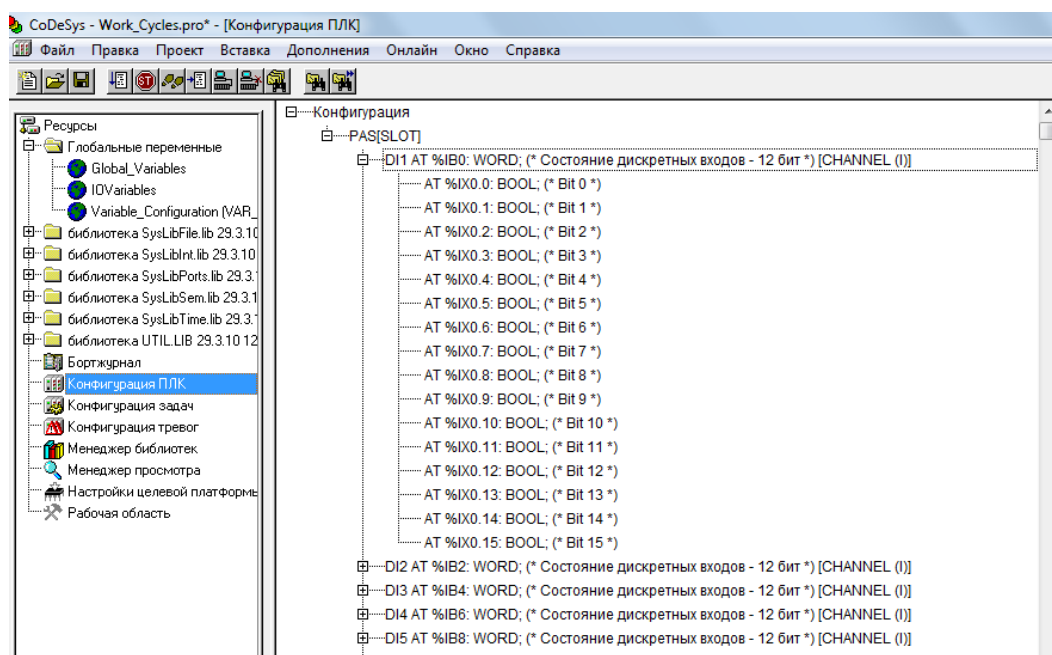 CoDeSys - Work_Cycles.pro* - [Конфигурация ПЛК]
Файл Правка Проект Вставка Дополнения Онлайн Окно Справка
Ресурсы
Глобальные переменные
Global_Variables
IOVariables
Variable_Configuration (VAR_
библиотека SysLibFile.lib 29.3.10
библиотека SysLibInt.lib 29.3.10
библиотека SysLibPorts.lib 29.3.
библиотека SysLibSem.lib 29.3.1
библиотека SysLibTime.lib 29.3.
библиотека UTIL.LIB 29.3.10 12
Бортжурнал
Конфигурация ПЛК
Конфигурация задач
Конфигурация тревог
Менеджер библиотек
Менеджер просмотра
Настройки целевой платформы
Рабочая область
Конфигурация
PAS[SLOT]
DI1 AT %IB0: WORD; (* Состояние дискретных входов - 12 бит *) [CHANNEL (I)]
AT %IX0.0: BOOL; (* Bit 0 *)
AT %IX0.1: BOOL; (* Bit 1 *)
AT %IX0.2: BOOL; (* Bit 2 *)
AT %IX0.3: BOOL; (* Bit 3 *)
AT %IX0.4: BOOL; (* Bit 4 *)
AT %IX0.5: BOOL; (* Bit 5 *)
AT %IX0.6: BOOL; (* Bit 6 *)
AT %IX0.7: BOOL; (* Bit 7 *)
AT %IX0.8: BOOL; (* Bit 8 *)
AT %IX0.9: BOOL; (* Bit 9 *)
AT %IX0.10: BOOL; (* Bit 10 *)
AT %IX0.11: BOOL; (* Bit 11 *)
AT %IX0.12: BOOL; (* Bit 12 *)
AT %IX0.13: BOOL; (* Bit 13 *)
AT %IX0.14: BOOL; (* Bit 14 *)
AT %IX0.15: BOOL; (* Bit 15 *)
DI2 AT %IB2: WORD; (* Состояние дискретных входов - 12 бит *) [CHANNEL (I)]
DI3 AT %IB4: WORD; (* Состояние дискретных входов - 12 бит *) [CHANNEL (I)]
DI4 AT %IB6: WORD; (* Состояние дискретных входов - 12 бит *) [CHANNEL (I)]
DI5 AT %IB8: WORD; (* Состояние дискретных входов - 12 бит *) [CHANNEL (I)]